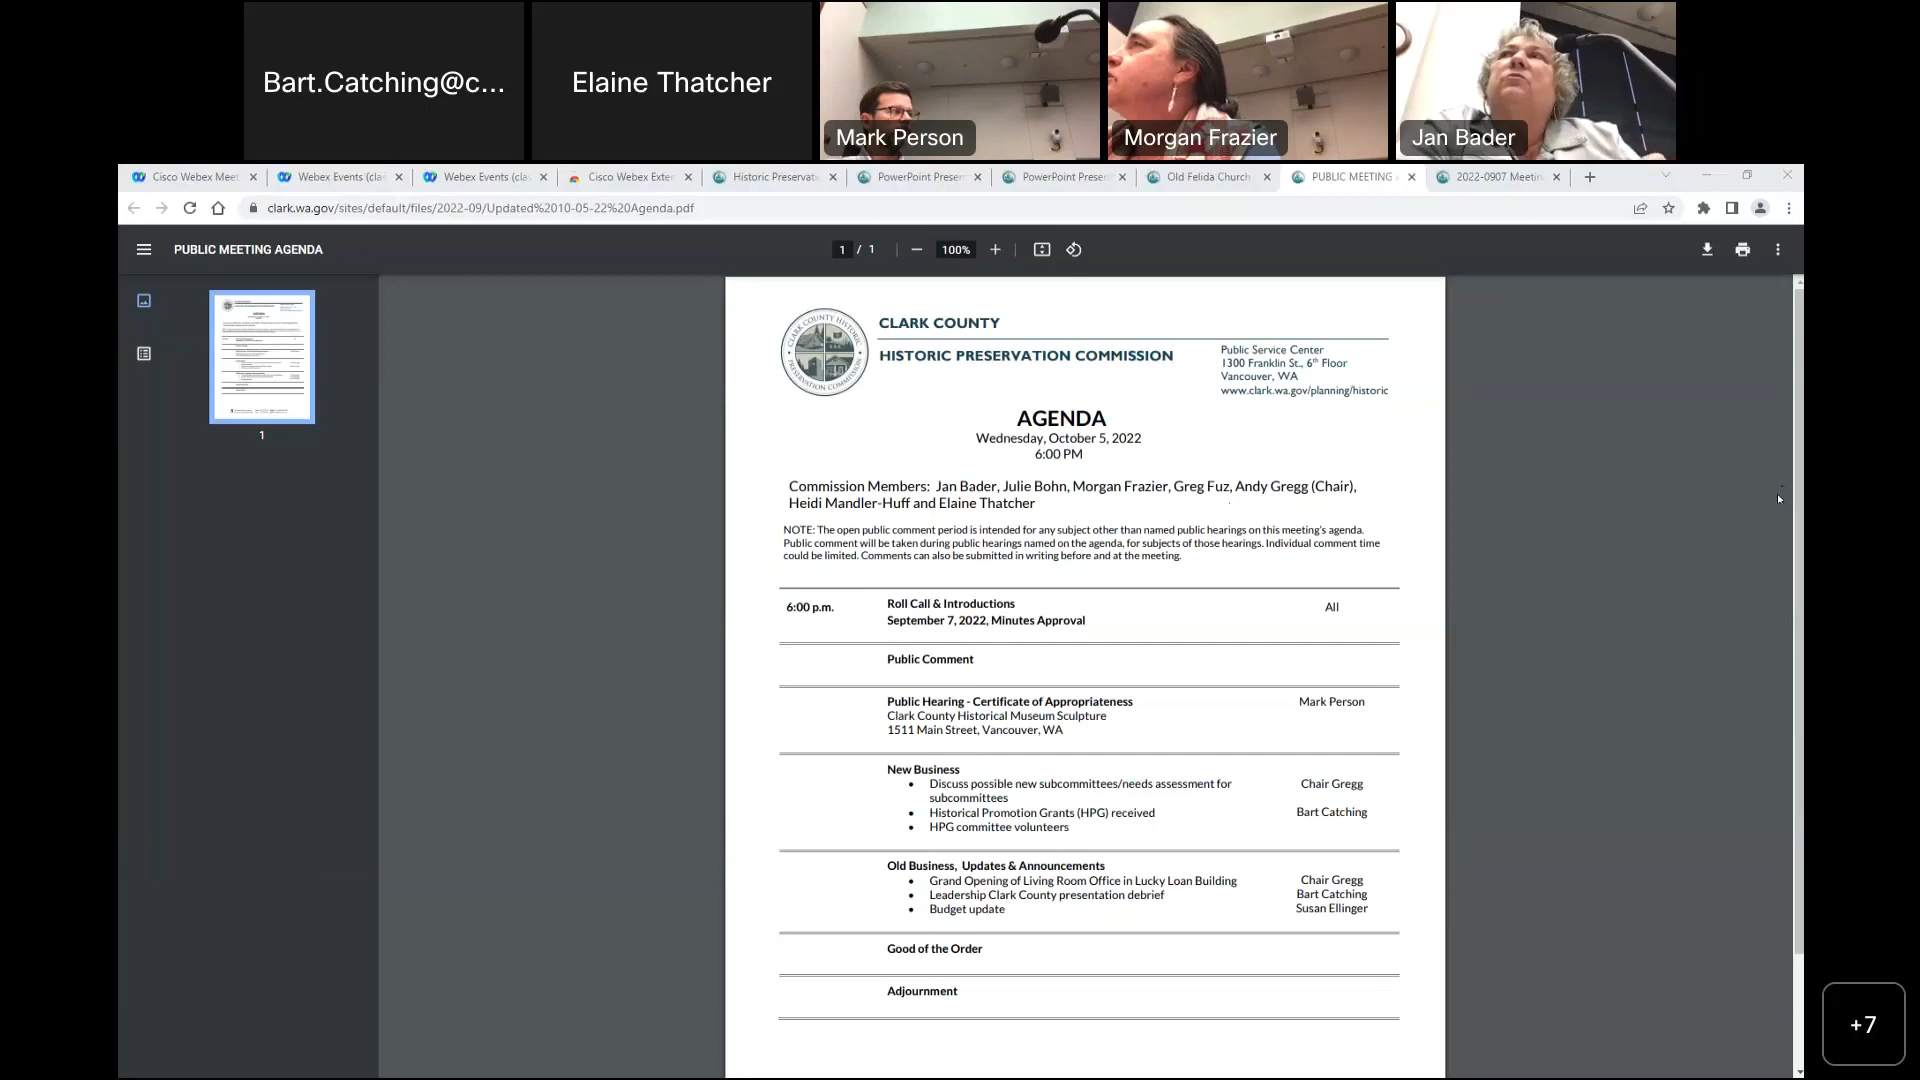 Bart.Catching@c...
Elaine Thatcher
Mark Person
Morgan Frazier
Jan Bader
Cisco Webex Meet
Webex Events (cla
Webex Events (cla
Cisco Webex Exte
Historic Preservati
PowerPoint Presen
PowerPoint Presen
Old Felida Church
PUBLIC MEETING
2022-0907 Meetin
clark.wa.gov/sites/default/files/2022-09/Updated%2010-05-22%20Agenda.pdf
PUBLIC MEETING AGENDA
1 / 1
100%
1
CLARK COUNTY HISTORIC
PRESERVATION COMMISSION
CLARK COUNTY
HISTORIC PRESERVATION COMMISSION
Public Service Center
1300 Franklin St., 6th Floor
Vancouver, WA
www.clark.wa.gov/planning/historic
AGENDA
Wednesday, October 5, 2022
6:00 PM
Commission Members: Jan Bader, Julie Bohn, Morgan Frazier, Greg Fuz, Andy Gregg (Chair),
Heidi Mandler-Huff and Elaine Thatcher
NOTE: The open public comment period is intended for any subject other than named public hearings on this meeting's agenda.
Public comment will be taken during public hearings named on the agenda, for subjects of those hearings. Individual comment time
could be limited. Comments can also be submitted in writing before and at the meeting.
6:00 p.m. Roll Call & Introductions All
September 7, 2022, Minutes Approval
Public Comment
Public Hearing - Certificate of Appropriateness Mark Person
Clark County Historical Museum Sculpture
1511 Main Street, Vancouver, WA
New Business
• Discuss possible new subcommittees/needs assessment for Chair Gregg
subcommittees
• Historical Promotion Grants (HPG) received Bart Catching
• HPG committee volunteers
Old Business, Updates & Announcements
• Grand Opening of Living Room Office in Lucky Loan Building Chair Gregg
• Leadership Clark County presentation debrief Bart Catching
• Budget update Susan Ellinger
Good of the Order
Adjournment
+7